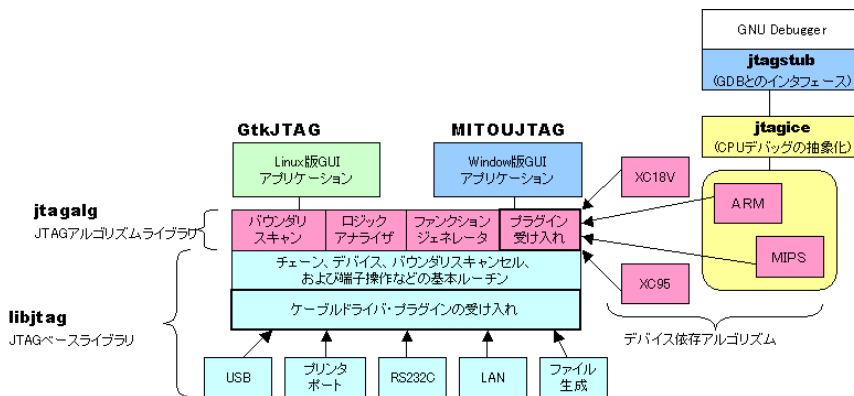 GNU Debugger
jtagstub
(GDBとのインタフェース)
jtagice
(CPUデバッグの抽象化)
GtkJTAG
MITOUJTAG
Linux版GUI
アプリケーション
Window版GUI
アプリケーション
XC18V
ARM
MIPS
XC95
jtagalg
JTAGアルゴリズムライブラリ
バウンダリ
スキャン
ロジック
アナライザ
ファンクション
ジェネレータ
プラグイン
受け入れ
チェーン、デバイス、バウンダリスキャンセル、
および端子操作などの基本ルーチン
ケーブルドライバ・プラグインの受け入れ
libjtag
JTAGベースライブラリ
デバイス依存アルゴリズム
USB
プリンタ
ポート
RS232C
LAN
ファイル
生成